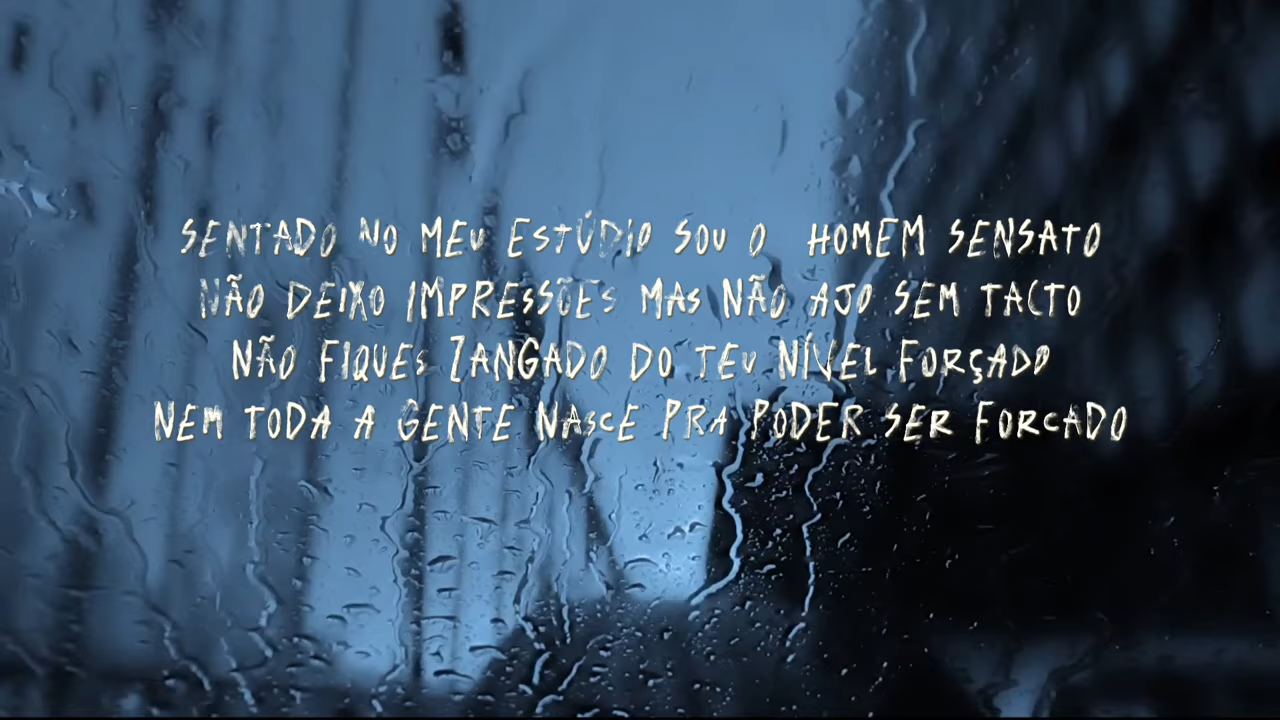 SENTADO NO MEU ESTÚDIO SOU O HOMEM SENSATO
NÃO DEIXO IMPRESSÕES MAS NÃO AJO SEM TACTO
NÃO FIQUES ZANGADO DO TEU NÍVEL FORÇADO
NEM TODA A GENTE NASCE PRA PODER SER FORCADO